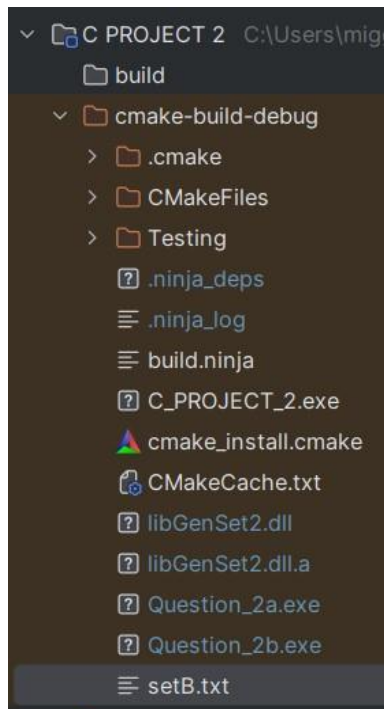 C PROJECT 2 C:\Users\mig
build
cmake-build-debug
.cmake
CMakeFiles
Testing
.ninja_deps
.ninja_log
build.ninja
C_PROJECT_2.exe
cmake_install.cmake
CMakeCache.txt
libGenSet2.dll
libGenSet2.dll.a
Question_2a.exe
Question_2b.exe
setB.txt